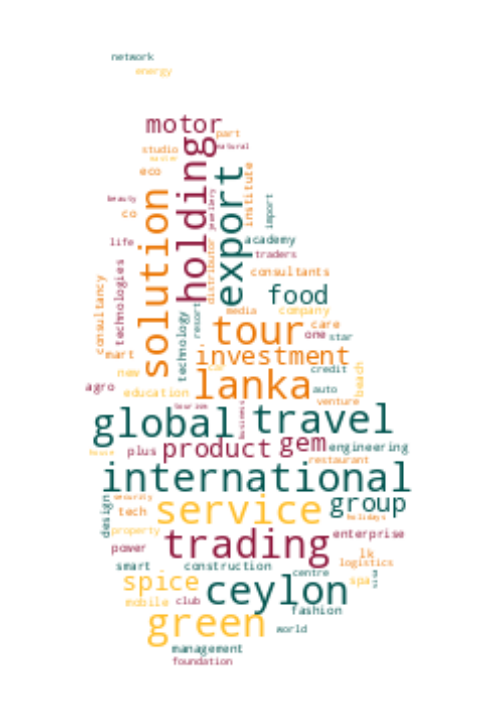 network
energy
motor
part
studio
natural
master
holding
eco
export
institute
beauty
solution
jewellery
import
co
life
distributor
academy
traders
technologies
consultants
consultancy
food
resort
media
company
technology
tour
care
one
star
mart
investment
new
car
credit
beach
agro
education
lanka
auto
venture
tourism
business
global
travel
house
plus
product
gem
engineering
restaurant
international
security
design
tech
service
group
holidays
property
trading
enterprise
power
lk
logistics
smart
construction
centre
spice
ceylon
spa
mobile
club
fashion
green
world
management
foundation